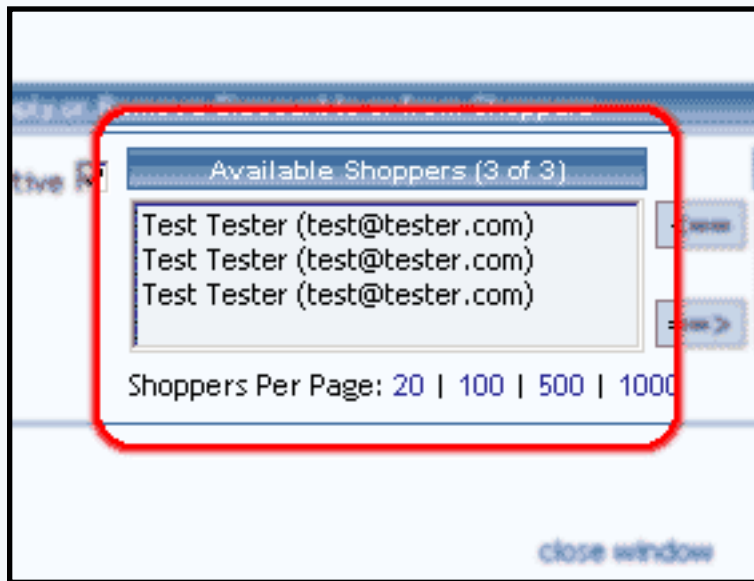 Available Shoppers (3 of 3)
tive
Test Tester (test@tester.com)
Test Tester (test@tester.com)
Test Tester (test@tester.com)
Shoppers Per Page: 20 | 100 | 500 | 1000
close window